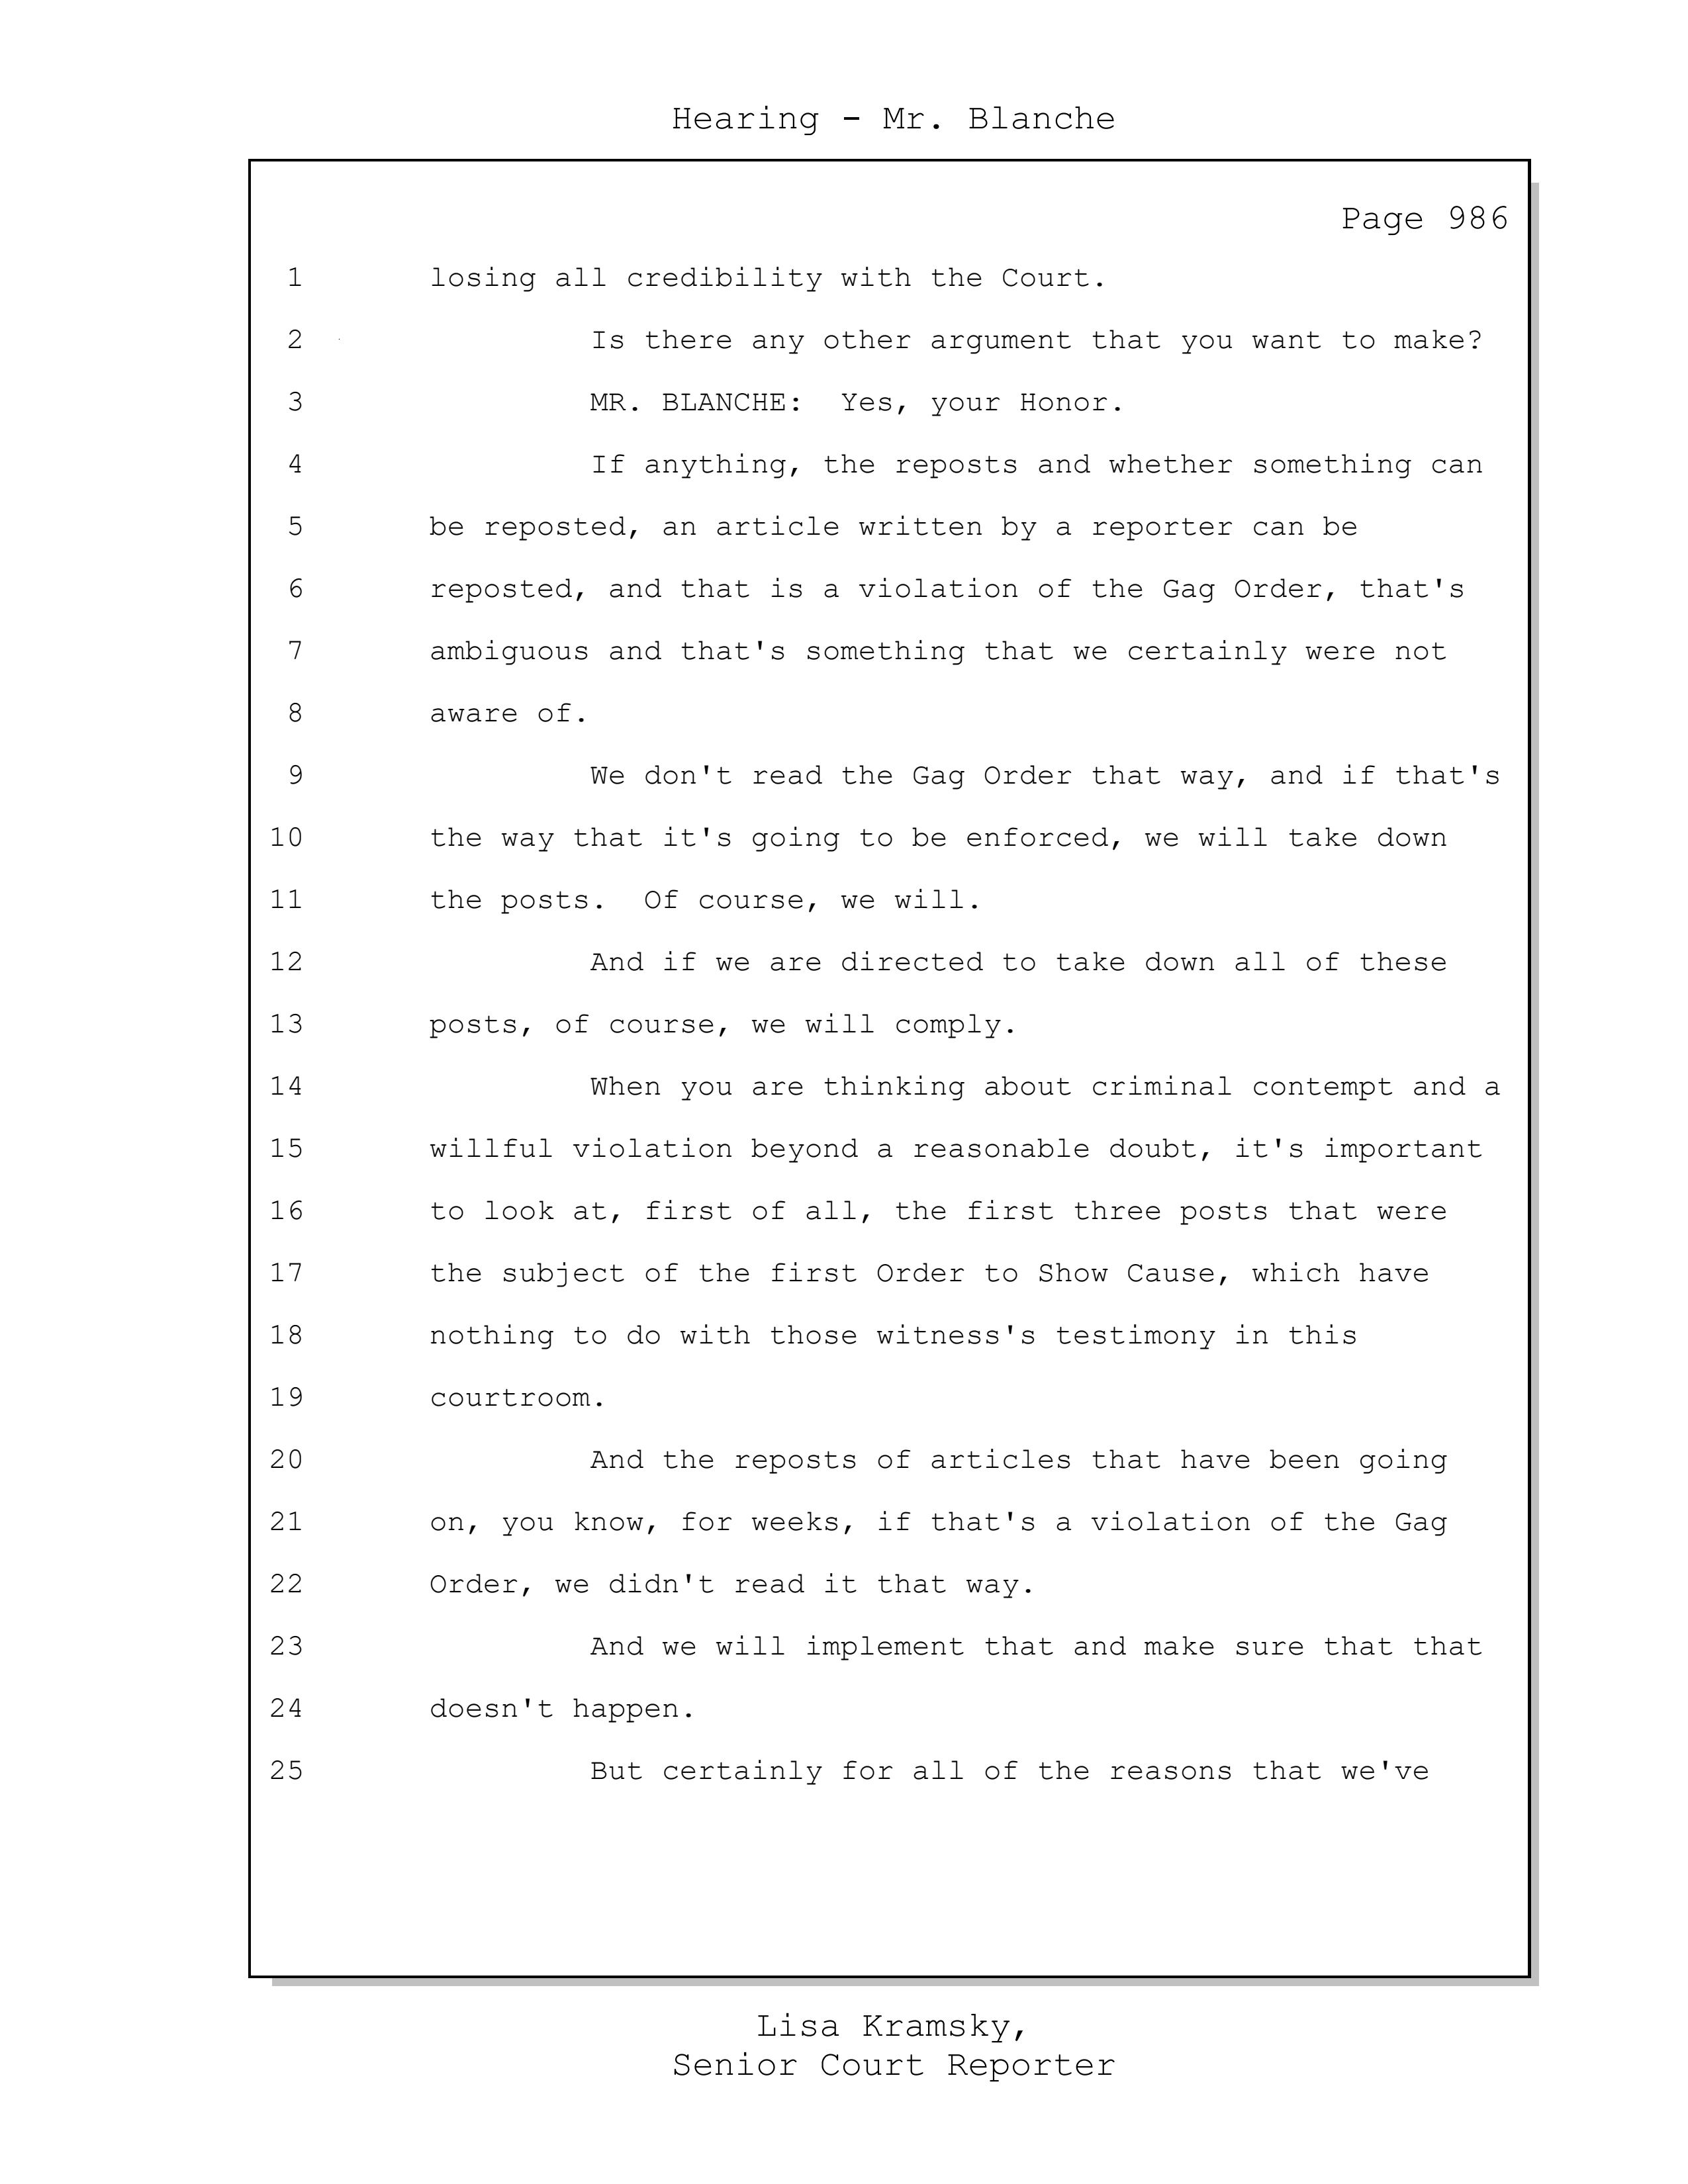 Hearing - Mr. Blanche
Page 986
1 losing all credibility with the Court.
2 Is there any other argument that you want to make?
3 MR. BLANCHE: Yes, your Honor.
4 If anything, the reposts and whether something can
5 be reposted, an article written by a reporter can be
6 reposted, and that is a violation of the Gag Order, that's
7 ambiguous and that's something that we certainly were not
8 aware of.
9 We don't read the Gag Order that way, and if that's
10 the way that it's going to be enforced, we will take down
11 the posts. Of course, we will.
12 And if we are directed to take down all of these
13 posts, of course, we will comply.
14 When you are thinking about criminal contempt and a
15 willful violation beyond a reasonable doubt, it's important
16 to look at, first of all, the first three posts that were
17 the subject of the first Order to Show Cause, which have
18 nothing to do with those witness's testimony in this
19 courtroom.
20 And the reposts of articles that have been going
21 on, you know, for weeks, if that's a violation of the Gag
22 Order, we didn't read it that way.
23 And we will implement that and make sure that that
24 doesn't happen.
25 But certainly for all of the reasons that we've
Lisa Kramsky,
Senior Court Reporter